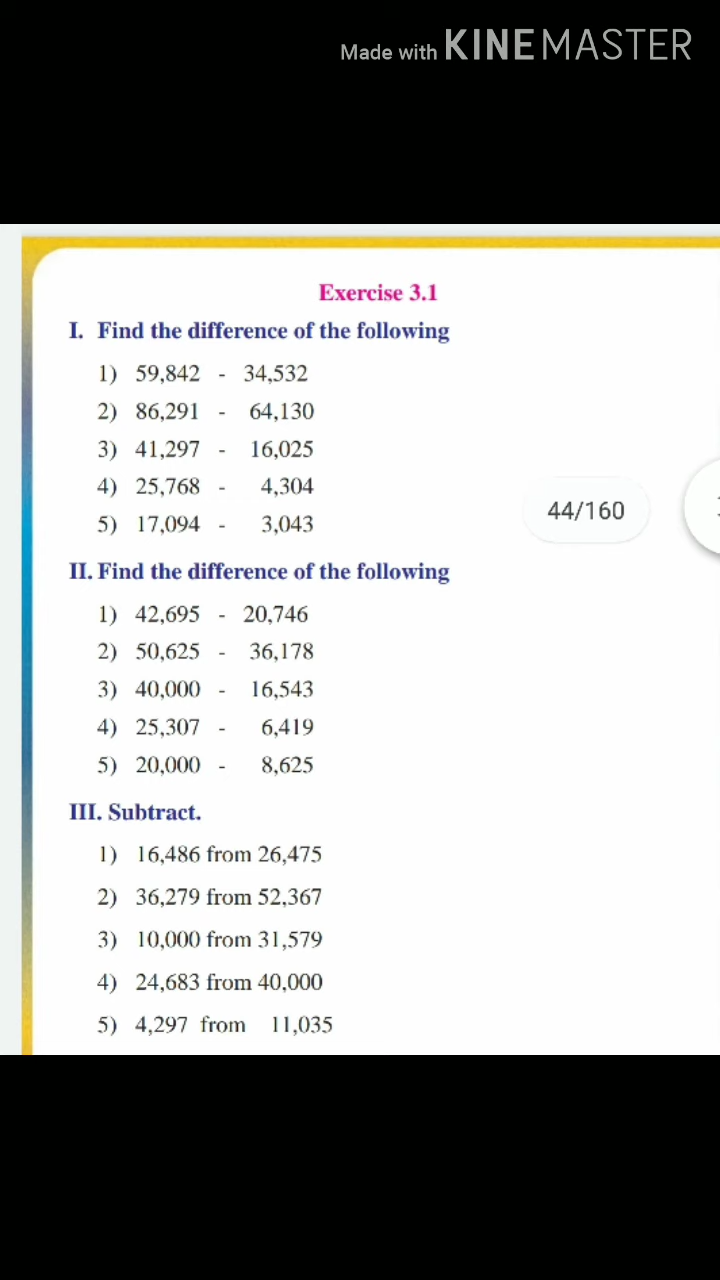 Made with KINEMASTER
Exercise 3.1
I. Find the difference of the following
1) 59,842 - 34,532
2) 86,291 - 64,130
3) 41,297 - 16,025
4) 25,768 - 4,304
44/160
5) 17,094 - 3,043
II. Find the difference of the following
1) 42,695 - 20,746
2) 50,625 - 36,178
3) 40,000 - 16,543
4) 25,307 - 6,419
5) 20,000 - 8,625
III. Subtract.
1) 16,486 from 26,475
2) 36,279 from 52,367
3) 10,000 from 31,579
4) 24,683 from 40,000
5) 4,297 from 11,035